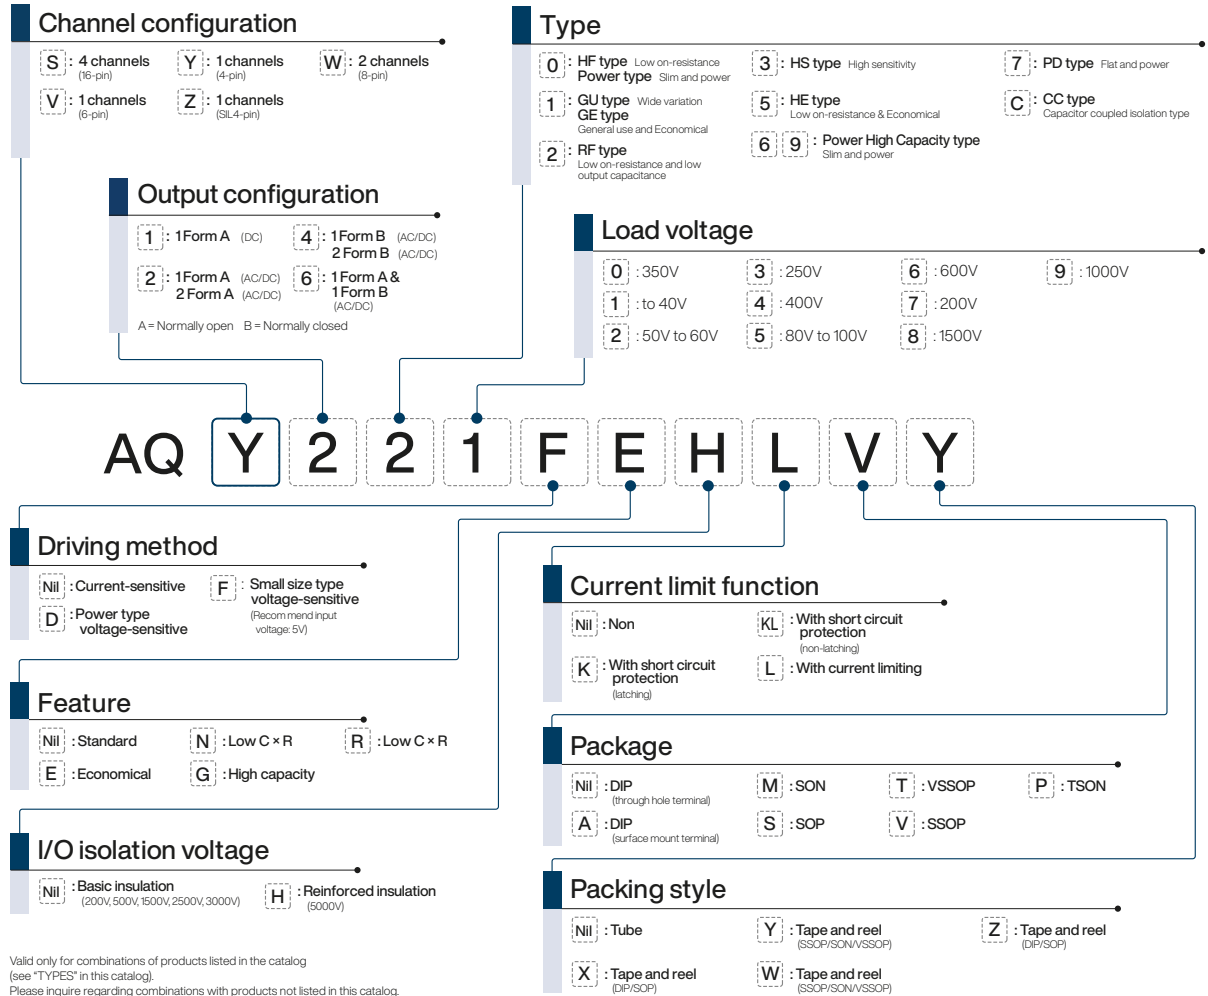 Channel configuration
S : 4 channels
(16-pin)
Y : 1 channels
(4-pin)
W : 2 channels
(8-pin)
V : 1 channels
(6-pin)
Z : 1 channels
(SIL4-pin)
Type
0 : HF type Low on-resistance
Power type Slim and power
1 : GU type Wide variation
GE type
General use and Economical
2 : RF type
Low on-resistance and low
output capacitance
3 : HS type High sensitivity
5 : HE type
Low on-resistance & Economical
6 9 : Power High Capacity type
Slim and power
7 : PD type Flat and power
C : CC type
Capacitor coupled isolation type
Output configuration
1 : 1 Form A (DC)
2 : 1 Form A (AC/DC)
2 Form A (AC/DC)
4 : 1 Form B (AC/DC)
2 Form B (AC/DC)
6 : 1 Form A &
1 Form B
(AC/DC)
A = Normally open B = Normally closed
Load voltage
0 : 350V
3 : 250V
6 : 600V
9 : 1000V
1 : to 40V
4 : 400V
7 : 200V
2 : 50V to 60V
5 : 80V to 100V
8 : 1500V
AQ Y 2 2 1 F E H L V Y
Driving method
Nil : Current-sensitive
D : Power type
voltage-sensitive
F : Small size type
voltage-sensitive
(Recom mend input
voltage: 5V)
Feature
Nil : Standard
N : Low C × R
R : Low C × R
E : Economical
G : High capacity
I/O isolation voltage
Nil : Basic insulation
(200V, 500V, 1500V, 2500V, 3000V)
H : Reinforced insulation
(5000V)
Current limit function
Nil : Non
KL : With short circuit
protection
(non-latching)
K : With short circuit
protection
(latching)
L : With current limiting
Package
Nil : DIP
(through hole terminal)
M : SON
T : VSSOP
P : TSON
A : DIP
(surface mount terminal)
S : SOP
V : SSOP
Packing style
Nil : Tube
Y : Tape and reel
(SSOP/SON/VSSOP)
Z : Tape and reel
(DIP/SOP)
X : Tape and reel
(DIP/SOP)
W : Tape and reel
(SSOP/SON/VSSOP)
Valid only for combinations of products listed in the catalog
(see "TYPES" in this catalog).
Please inquire regarding combinations with products not listed in this catalog.